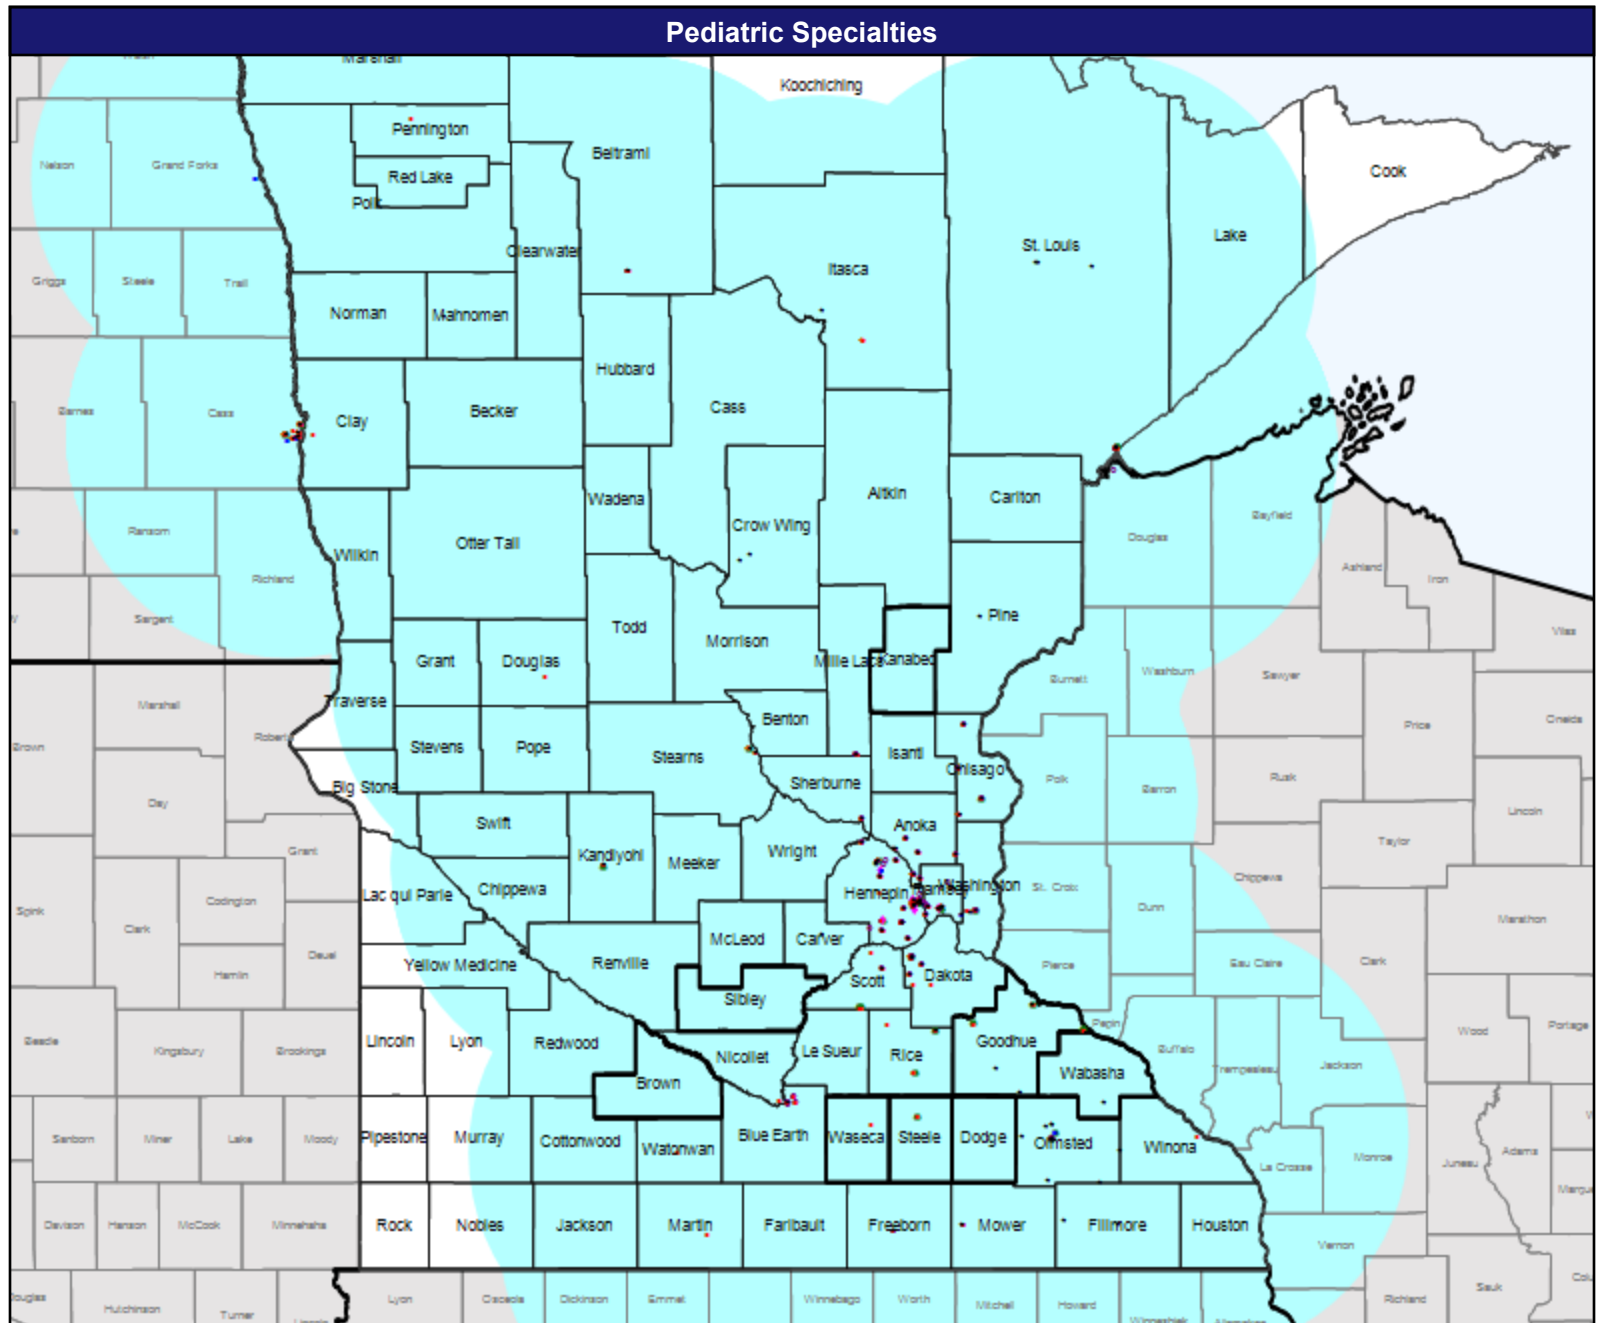 Pediatric Specialties
Marshall
Koochiching
Pennington
Beltrami
Nelson
Grand Forks
Red Lake
Cook
Polk
Clearwater
St. Louis
Lake
Itasca
Griggs
Steele
Traill
Norman
Mahnomen
Hubbard
Cass
Becker
Clay
Barnes
Cass
Wadena
Aitkin
Carlton
Crow Wing
Bayfield
Ransom
Otter Tail
Wilkin
Douglas
Ashland
Iron
Richland
Sargent
Todd
Morrison
Pine
Vilas
Grant
Douglas
Mille Lacs
Kanabec
Burnett
Washburn
Sawyer
Marshall
Traverse
Benton
Price
Oneida
Brown
Roberts
Stevens
Pope
Stearns
Isanti
Chisago
Polk
Barron
Rusk
Big Stone
Sherburne
Day
Lincoln
Swift
Anoka
Taylor
Grant
Kandiyohi
Meeker
Wright
Lac qui Parle
Chippewa
Hennepin
Ramsey
Washington
St. Croix
Chippewa
Codington
Dunn
Spink
Marathon
Clark
McLeod
Carver
Deuel
Yellow Medicine
Renville
Scott
Dakota
Pierce
Eau Claire
Clark
Hamlin
Sibley
Pepin
Wood
Portage
Beadle
Kingsbury
Brookings
Lincoln
Lyon
Redwood
Nicollet
Le Sueur
Rice
Goodhue
Buffalo
Trempealeau
Jackson
Brown
Wabasha
Sanborn
Miner
Lake
Moody
Pipestone
Murray
Cottonwood
Watonwan
Blue Earth
Waseca
Steele
Dodge
Olmsted
Winona
La Crosse
Monroe
Juneau
Adams
Davison
Hanson
McCook
Minnehaha
Rock
Nobles
Jackson
Martin
Faribault
Freeborn
Mower
Fillmore
Houston
Vernon
Hutchinson
Turner
Lyon
Osceola
Dickinson
Emmet
Winnebago
Worth
Mitchell
Howard
Winneshiek
Richland
Sauk